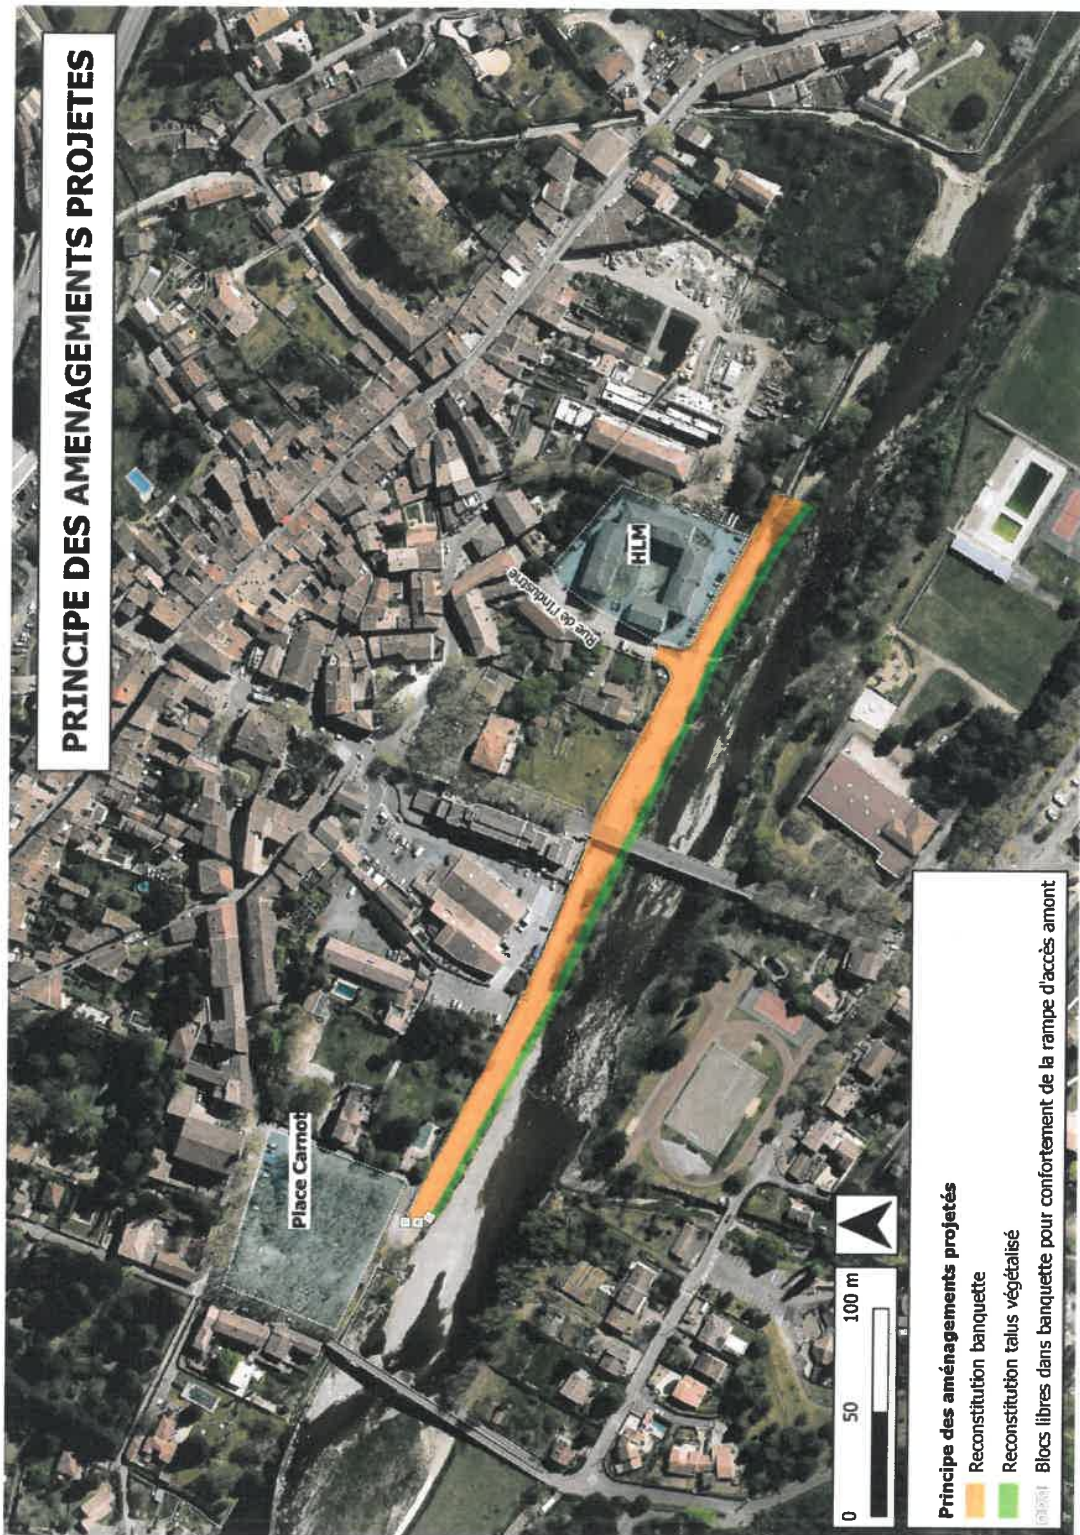 PRINCIPE DES AMENAGEMENTS PROJETES
Place Carnot
Rue de l'Industrie
HLM
0 50 100 m
Principe des aménagements projetés
Reconstitution banquette
Reconstitution talus végétalisé
Blocs libres dans banquette pour confortement de la rampe d'accès amont